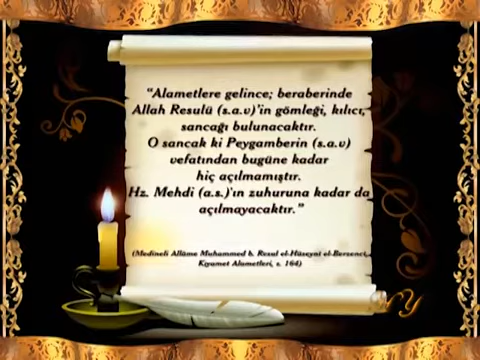 “Alametlere gelince; beraberinde
Allah Resulü (s.a.v)’in gömleği, kılıcı,
sancağı bulunacaktır.
O sancak ki Peygamberin (s.a.v)
vefatından bugüne kadar
hiç açılmamıştır.
Hz. Mehdi (a.s.)'ın zuhuruna kadar da
açılmayacaktır.”
(Medineli Allâme Muhammed b. Resul el-Hüseyni el-Berzenci,
Kıyamet Alametleri, s. 164)